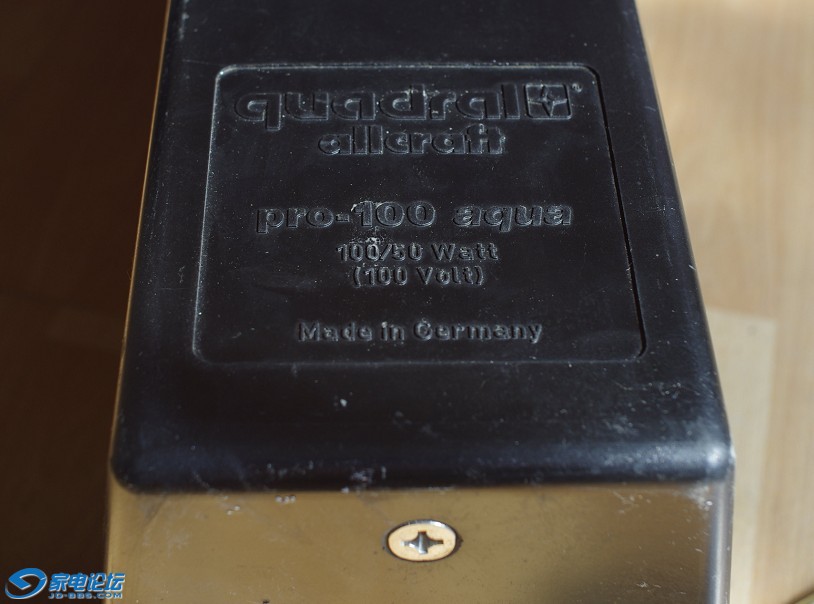 quadral
allcraft
pro-100 aqua
100/50 Watt
(100 Volt)
Made in Germany
家电论坛
JD-BBS.COM